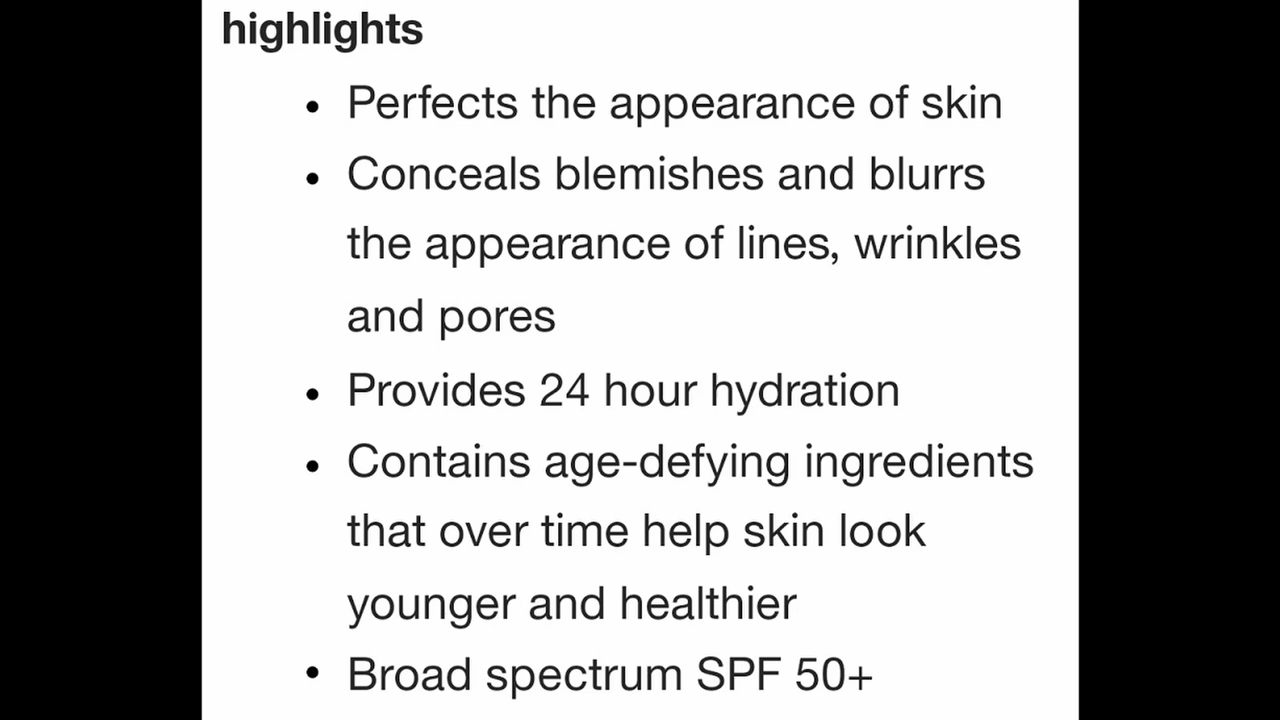 highlights
• Perfects the appearance of skin
• Conceals blemishes and blurrs
the appearance of lines, wrinkles
and pores
• Provides 24 hour hydration
• Contains age-defying ingredients
that over time help skin look
younger and healthier
• Broad spectrum SPF 50+